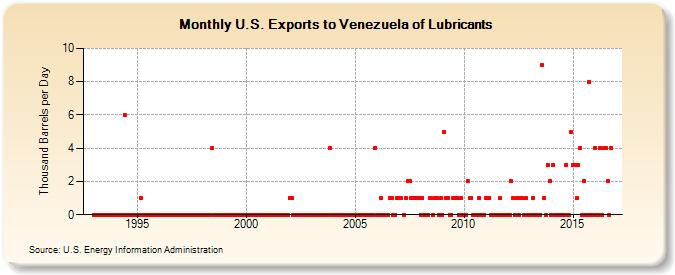 Monthly U.S. Exports to Venezuela of Lubricants
Thousand Barrels per Day
10
8
6
4
2
0
1995 2000 2005 2010 2015
Source: U.S. Energy Information Administration